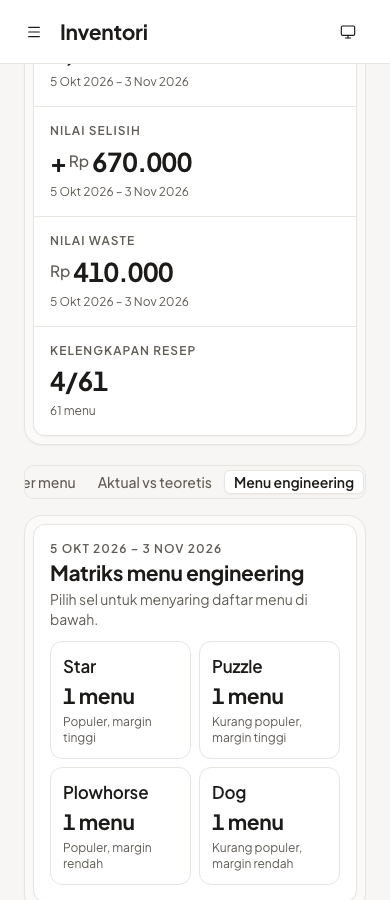 Inventori
5 Okt 2026 – 3 Nov 2026
NILAI SELISIH
+Rp 670.000
5 Okt 2026 – 3 Nov 2026
NILAI WASTE
Rp 410.000
5 Okt 2026 – 3 Nov 2026
KELENGKAPAN RESEP
4/61
61 menu
er menu Aktual vs teoretis Menu engineering
5 OKT 2026 – 3 NOV 2026
Matriks menu engineering
Pilih sel untuk menyaring daftar menu di
bawah.
Star
1 menu
Populer, margin
tinggi
Puzzle
1 menu
Kurang populer,
margin tinggi
Plowhorse
1 menu
Populer, margin
rendah
Dog
1 menu
Kurang populer,
margin rendah